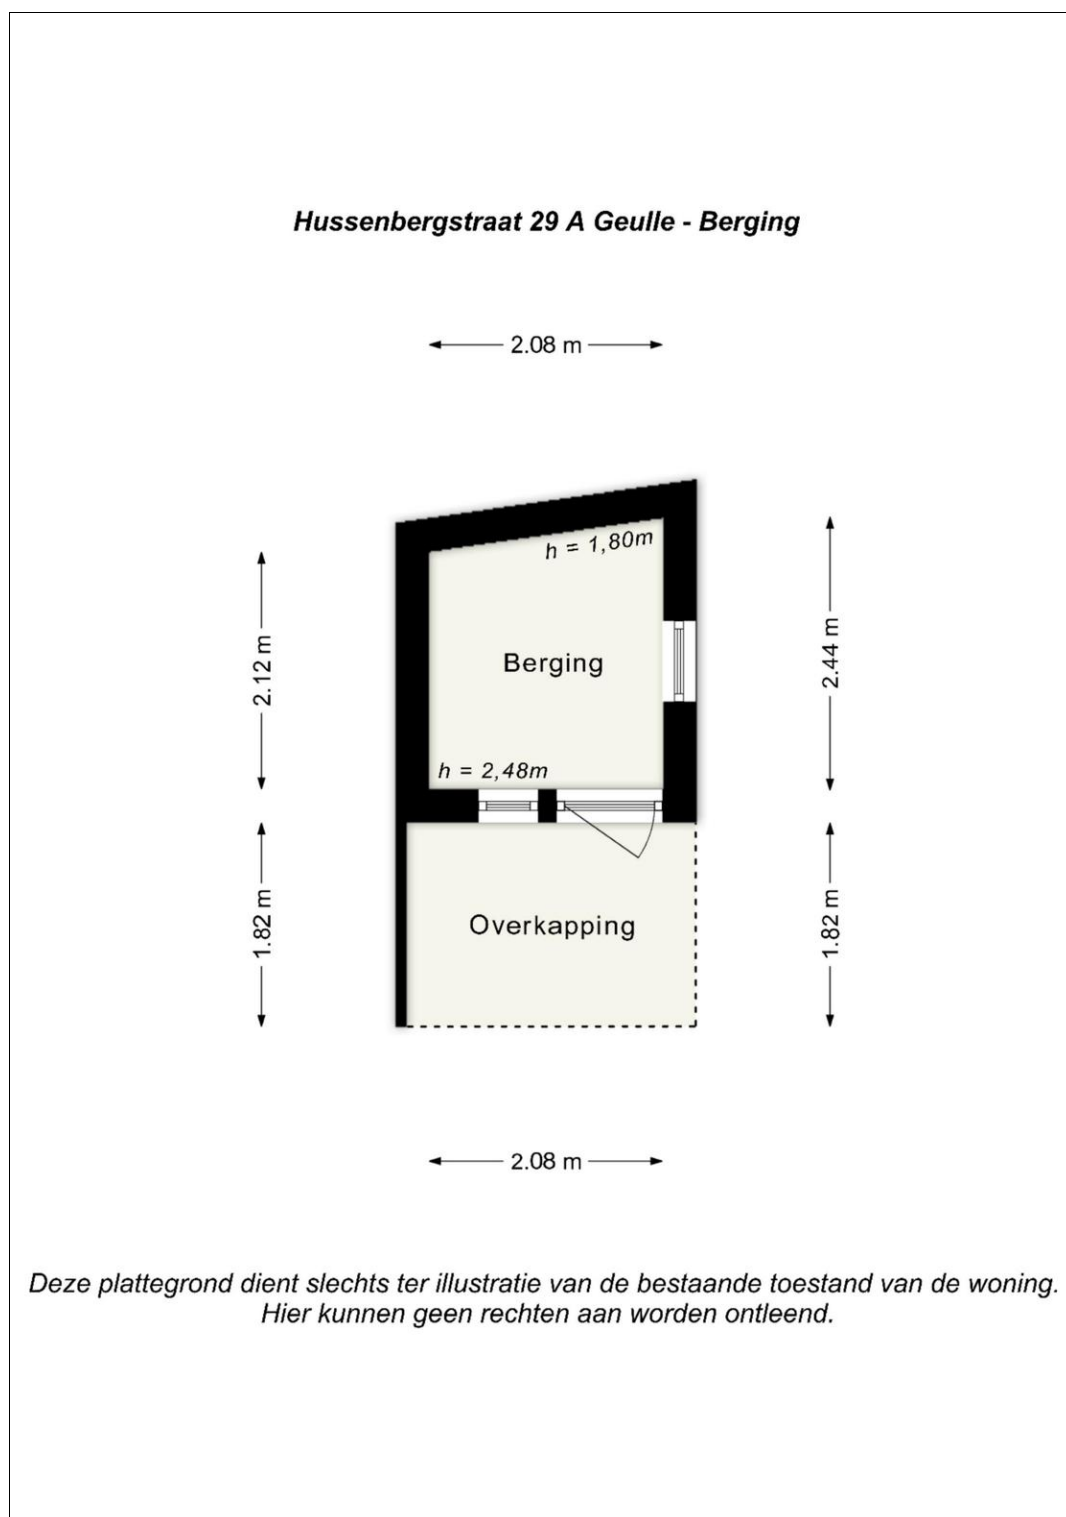 Hussenbergstraat 29 A Geulle - Berging
2.08 m
h = 1,80m
2.12 m
Berging
2.44 m
h = 2,48m
1.82 m
Overkapping
1.82 m
2.08 m
Deze plattegrond dient slechts ter illustratie van de bestaande toestand van de woning.
Hier kunnen geen rechten aan worden ontleend.